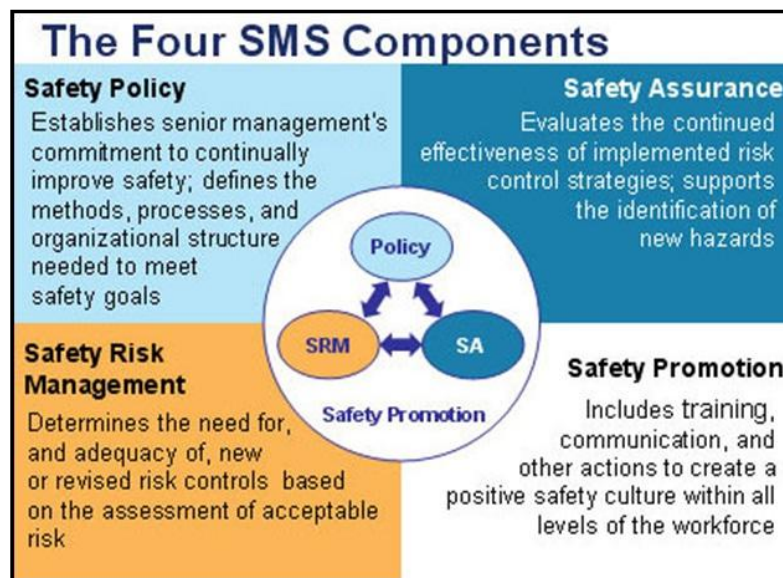 The Four SMS Components
Safety Policy
Establishes senior management's
commitment to continually
improve safety; defines the
methods, processes, and
organizational structure
needed to meet
safety goals
Safety Assurance
Evaluates the continued
effectiveness of implemented risk
control strategies; supports
the identification of
new hazards
Policy
SRM
SA
Safety Promotion
Safety Risk
Management
Determines the need for,
and adequacy of, new
or revised risk controls based
on the assessment of acceptable
risk
Safety Promotion
Includes training,
communication, and
other actions to create a
positive safety culture within all
levels of the workforce